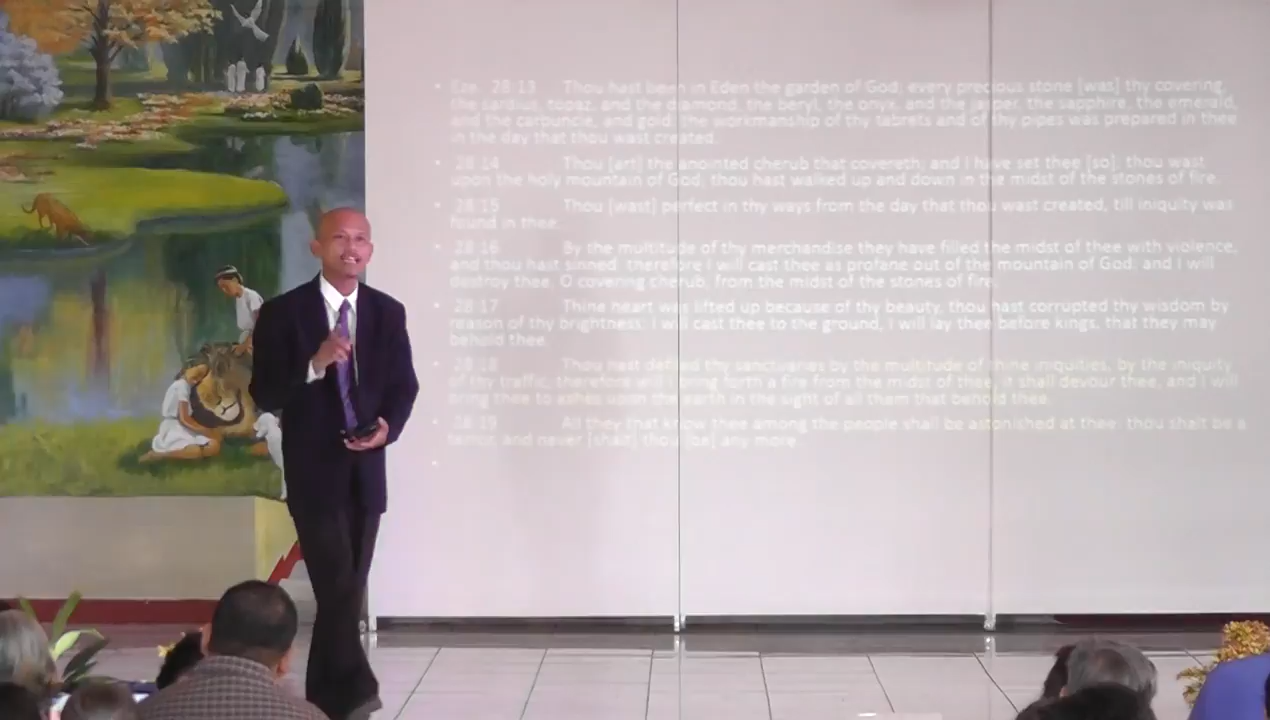 • Eze. 28:13 Thou hast been in Eden the garden of God; every precious stone [was] thy covering,
the sardius, topaz, and the diamond, the beryl, the onyx, and the jasper, the sapphire, the emerald,
and the carbuncle, and gold: the workmanship of thy tabrets and of thy pipes was prepared in thee
in the day that thou wast created.
• 28:14 Thou [art] the anointed cherub that covereth; and I have set thee [so]: thou wast
upon the holy mountain of God; thou hast walked up and down in the midst of the stones of fire.
• 28:15 Thou [wast] perfect in thy ways from the day that thou wast created, till iniquity was
found in thee.
• 28:16 By the multitude of thy merchandise they have filled the midst of thee with violence,
and thou hast sinned: therefore I will cast thee as profane out of the mountain of God: and I will
destroy thee, O covering cherub, from the midst of the stones of fire.
• 28:17 Thine heart was lifted up because of thy beauty, thou hast corrupted thy wisdom by
reason of thy brightness: I will cast thee to the ground, I will lay thee before kings, that they may
behold thee.
• 28:18 Thou hast defiled thy sanctuaries by the multitude of thine iniquities, by the iniquity
of thy traffic; therefore will I bring forth a fire from the midst of thee, it shall devour thee, and I will
bring thee to ashes upon the earth in the sight of all them that behold thee.
• 28:19 All they that know thee among the people shall be astonished at thee: thou shalt be a
terror, and never [shalt] thou [be] any more.
•